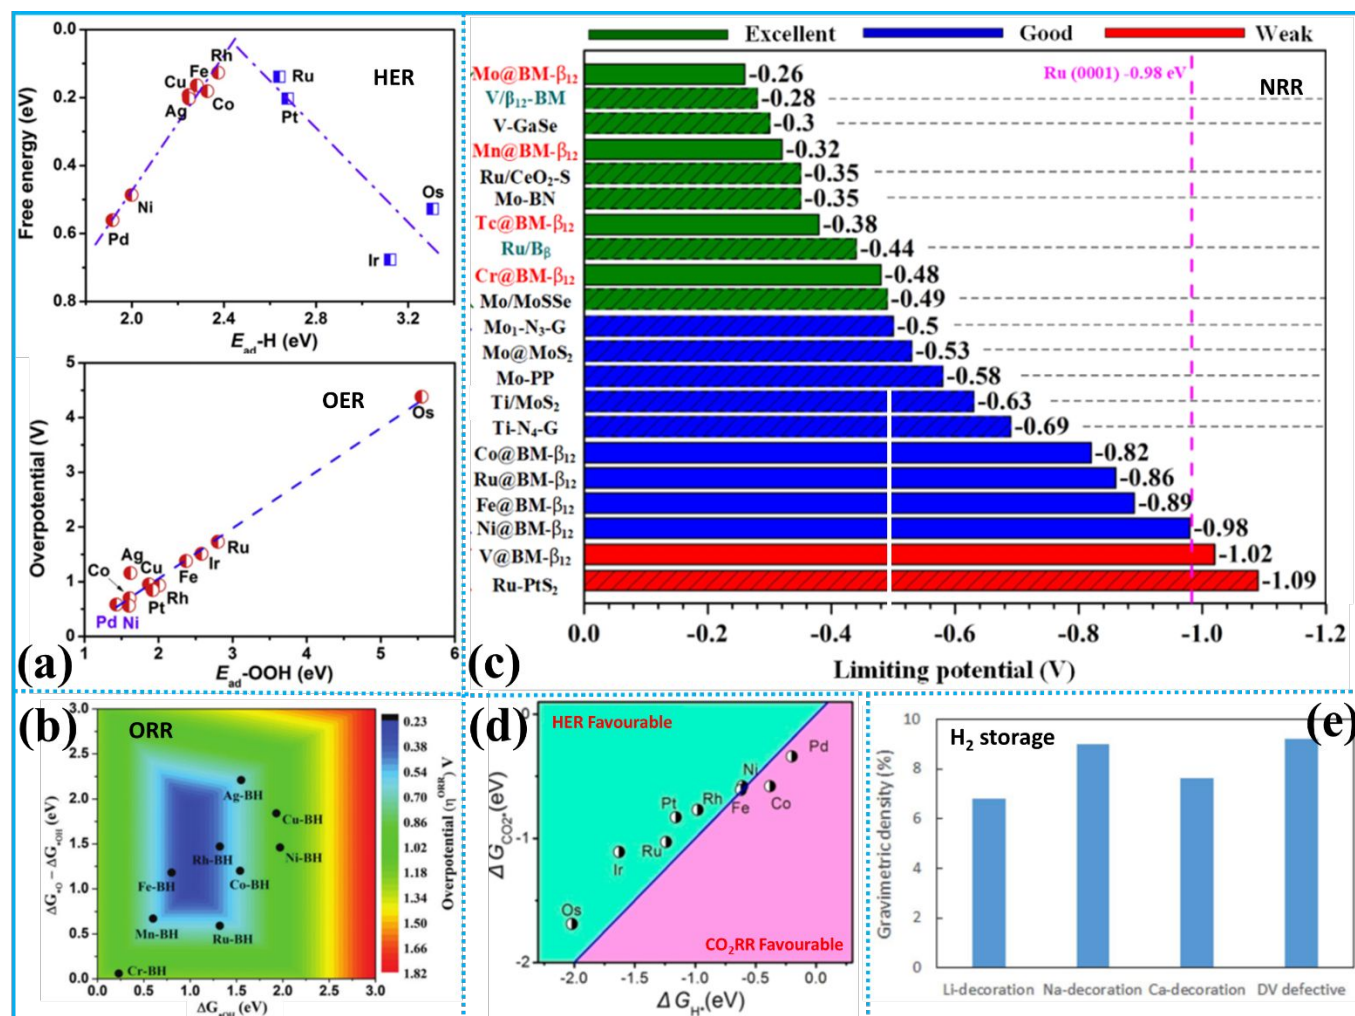 HER
Free energy (eV)
0.0
0.2
0.4
0.6
0.8
Rh
Fe
Cu
Co
Ag
Ru
Pt
Ni
Pd
Os
Ir
2.0
2.4
2.8
3.2
E_ad-H (eV)
OER
Overpotential (V)
5
4
3
2
1
0
Os
Ru
Ir
Fe
Ag
Cu
Co
Rh
Pt
Pd Ni
1
2
3
4
5
6
E_ad-OOH (eV)
(a)
Excellent
Good
Weak
Ru (0001) -0.98 eV
NRR
Mo@BM-β₁₂ -0.26
V/β₁₂-BM -0.28
V-GaSe -0.3
Mn@BM-β₁₂ -0.32
Ru/CeO₂-S -0.35
Mo-BN -0.35
Tc@BM-β₁₂ -0.38
Ru/Bᵦ -0.44
Cr@BM-β₁₂ -0.48
Mo/MoSSe -0.49
Mo₁-N₃-G -0.5
Mo@MoS₂ -0.53
Mo-PP -0.58
Ti/MoS₂ -0.63
Ti-N₄-G -0.69
Co@BM-β₁₂ -0.82
Ru@BM-β₁₂ -0.86
Fe@BM-β₁₂ -0.89
Ni@BM-β₁₂ -0.98
V@BM-β₁₂ -1.02
Ru-PtS₂ -1.09
0.0 -0.2 -0.4 -0.6 -0.8 -1.0 -1.2
Limiting potential (V)
(c)
(b)
ORR
ΔG*O − ΔG*OH (eV)
3.0
2.5
2.0
1.5
1.0
0.5
0.0
Ag-BH
Cu-BH
Rh-BH
Ni-BH
Fe-BH
Co-BH
Mn-BH
Ru-BH
Cr-BH
0.0 0.5 1.0 1.5 2.0 2.5 3.0
ΔG*OH (eV)
0.23
0.38
0.54
0.70
0.86
1.02
1.18
1.34
1.50
1.66
1.82
Overpotential (η^ORR) V
(d)
HER Favourable
CO₂RR Favourable
ΔG_CO2* (eV)
0
-1
-2
Pd
Ni
Fe
Co
Rh
Pt
Ru
Ir
Os
-2.0 -1.5 -1.0 -0.5 0.0
ΔG_H* (eV)
(e)
H₂ storage
Gravimetric density (%)
10
8
6
4
2
0
Li-decoration Na-decoration Ca-decoration DV defective